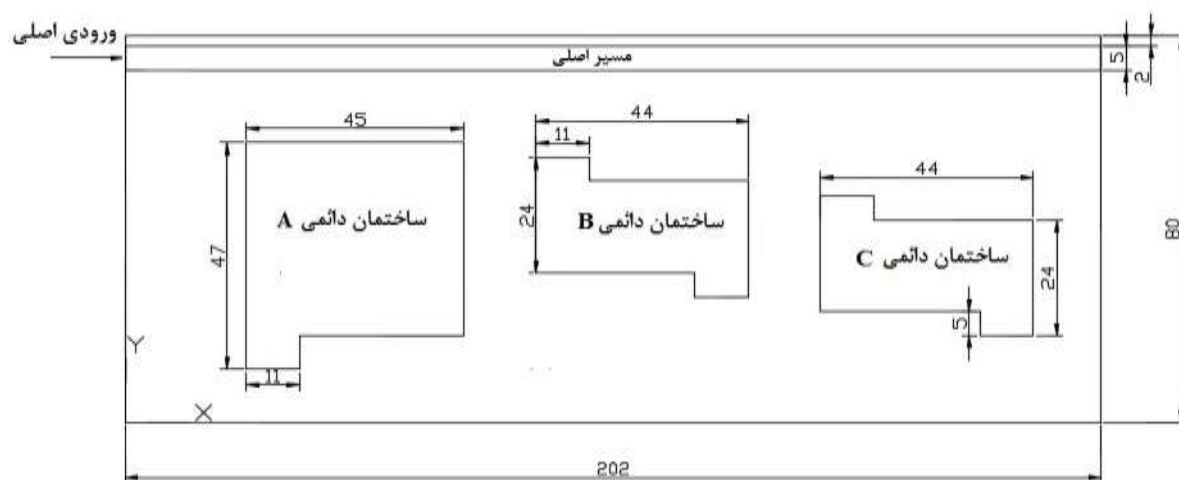 ورودی اصلی
مسیر اصلی
5
2
45
44
11
44
47
ساختمان دائمی A
24
ساختمان دائمی B
ساختمان دائمی C
24
80
5
Y
11
X
202